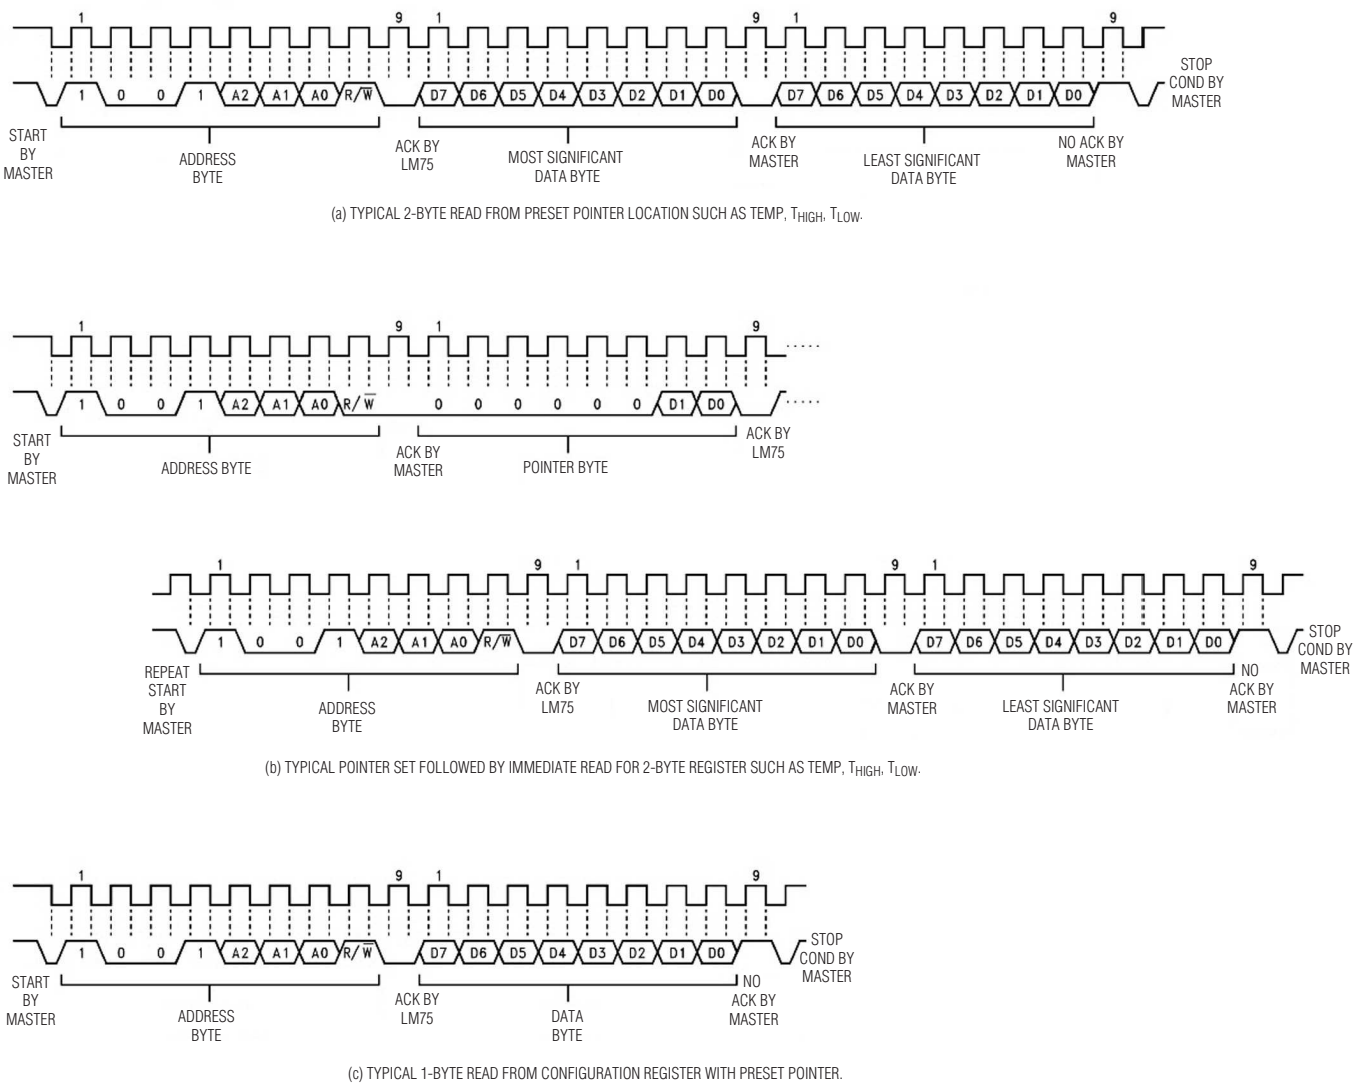 1 9 1 9 1 9
1 0 0 1 A2 A1 A0 R/W̅ D7 D6 D5 D4 D3 D2 D1 D0 D7 D6 D5 D4 D3 D2 D1 D0
STOP
COND BY
MASTER
START
BY
MASTER
ADDRESS
BYTE
ACK BY
LM75
MOST SIGNIFICANT
DATA BYTE
ACK BY
MASTER
LEAST SIGNIFICANT
DATA BYTE
NO ACK BY
MASTER
(a) TYPICAL 2-BYTE READ FROM PRESET POINTER LOCATION SUCH AS TEMP, THIGH, TLOW.
1 9 1 9
1 0 0 1 A2 A1 A0 R/W̅ 0 0 0 0 0 0 D1 D0
START
BY
MASTER
ADDRESS BYTE
ACK BY
MASTER
POINTER BYTE
ACK BY
LM75
1 9 1 9 1 9
1 0 0 1 A2 A1 A0 R/W̅ D7 D6 D5 D4 D3 D2 D1 D0 D7 D6 D5 D4 D3 D2 D1 D0
STOP
COND BY
MASTER
REPEAT
START
BY
MASTER
ADDRESS
BYTE
ACK BY
LM75
MOST SIGNIFICANT
DATA BYTE
ACK BY
MASTER
LEAST SIGNIFICANT
DATA BYTE
NO
ACK BY
MASTER
(b) TYPICAL POINTER SET FOLLOWED BY IMMEDIATE READ FOR 2-BYTE REGISTER SUCH AS TEMP, THIGH, TLOW.
1 9 1 9
1 0 0 1 A2 A1 A0 R/W̅ D7 D6 D5 D4 D3 D2 D1 D0
STOP
COND BY
MASTER
START
BY
MASTER
ADDRESS
BYTE
ACK BY
LM75
DATA
BYTE
NO
ACK BY
MASTER
(c) TYPICAL 1-BYTE READ FROM CONFIGURATION REGISTER WITH PRESET POINTER.